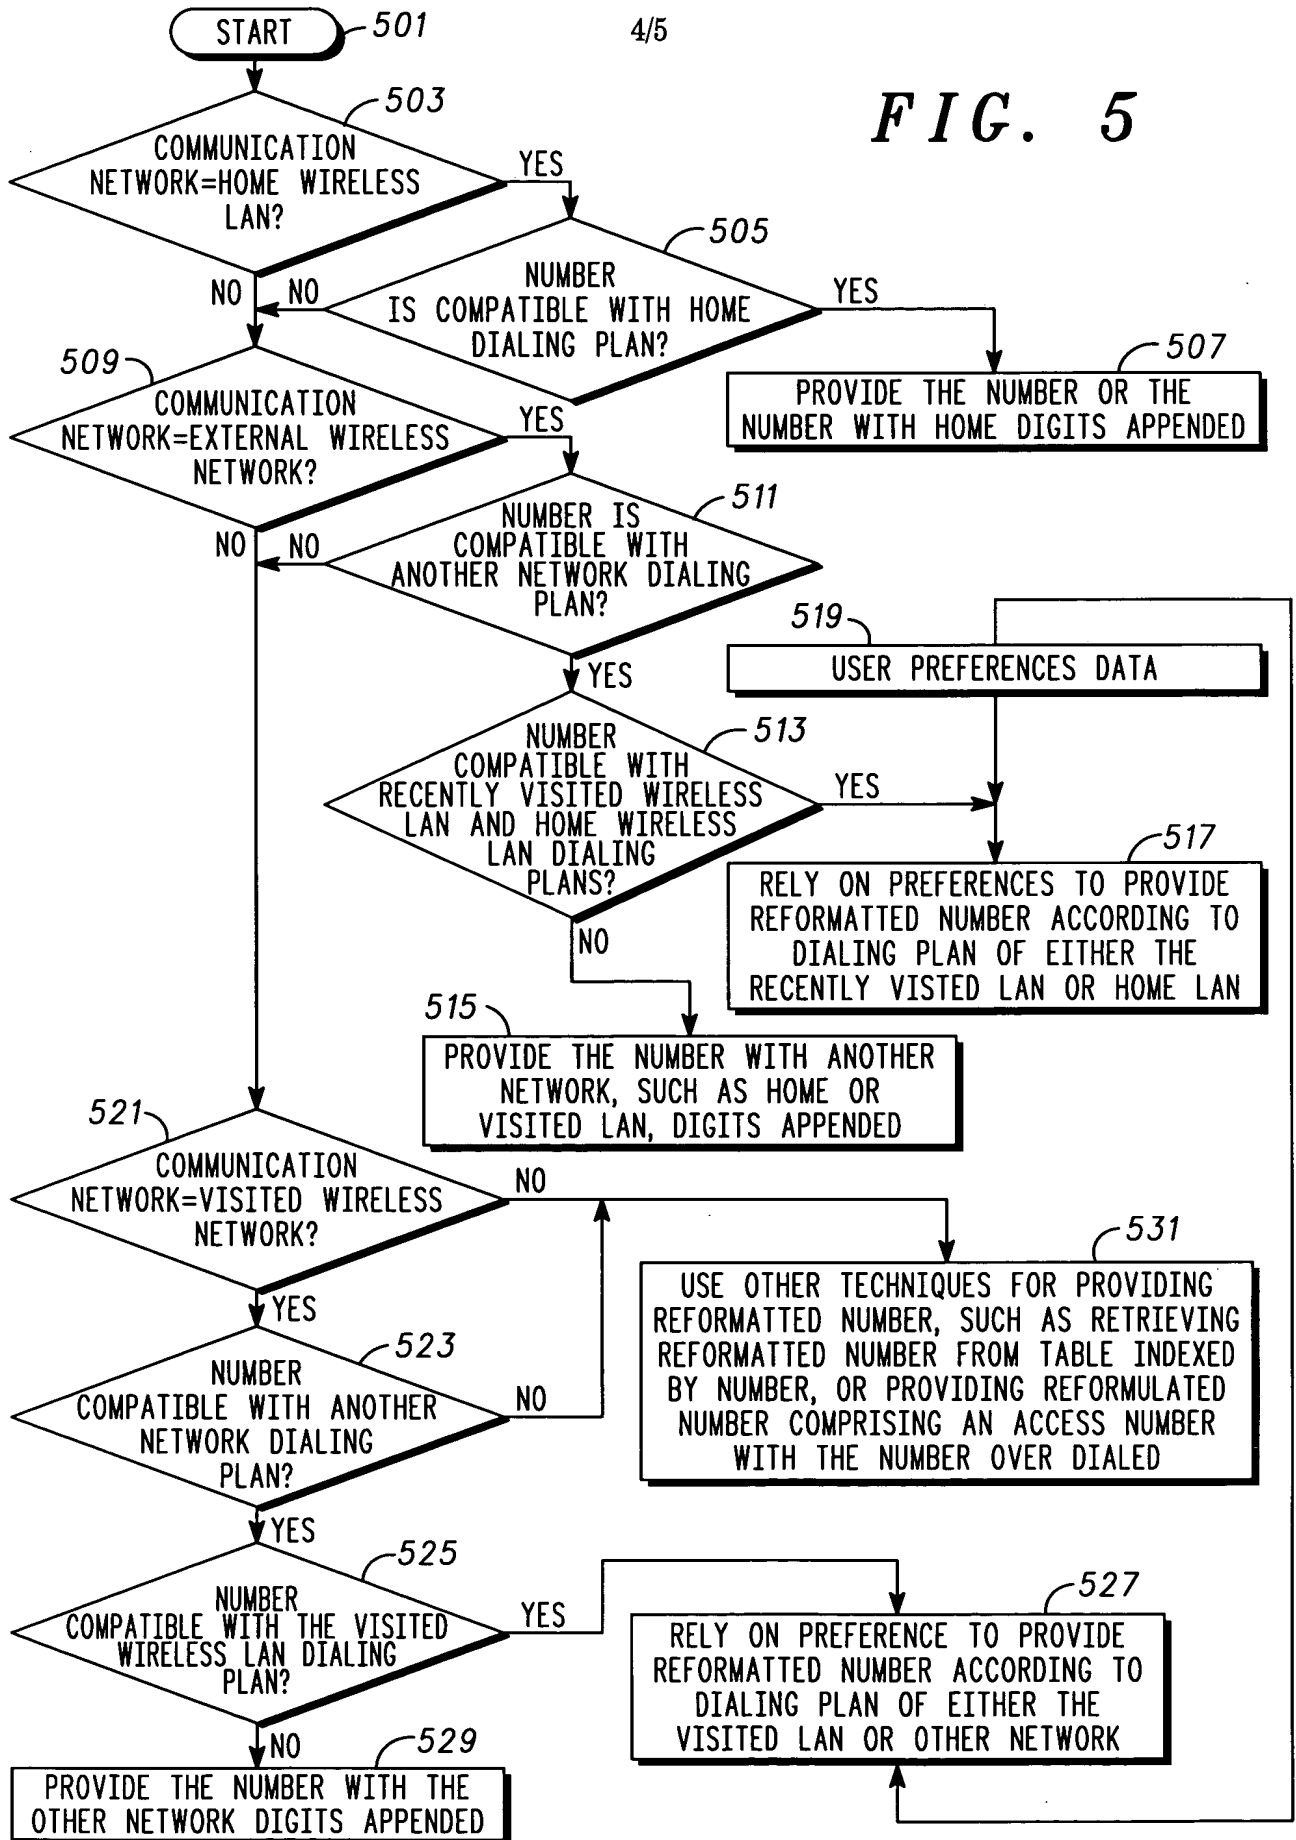 START
501
4/5
FIG. 5
503
COMMUNICATION
NETWORK=HOME WIRELESS
LAN?
YES
NO
505
NUMBER
IS COMPATIBLE WITH HOME
DIALING PLAN?
NO
YES
507
PROVIDE THE NUMBER OR THE
NUMBER WITH HOME DIGITS APPENDED
509
COMMUNICATION
NETWORK=EXTERNAL WIRELESS
NETWORK?
YES
NO
511
NUMBER IS
COMPATIBLE WITH
ANOTHER NETWORK DIALING
PLAN?
NO
YES
519
USER PREFERENCES DATA
513
NUMBER
COMPATIBLE WITH
RECENTLY VISITED WIRELESS
LAN AND HOME WIRELESS
LAN DIALING
PLANS?
YES
NO
517
RELY ON PREFERENCES TO PROVIDE
REFORMATTED NUMBER ACCORDING TO
DIALING PLAN OF EITHER THE
RECENTLY VISTED LAN OR HOME LAN
515
PROVIDE THE NUMBER WITH ANOTHER
NETWORK, SUCH AS HOME OR
VISITED LAN, DIGITS APPENDED
521
COMMUNICATION
NETWORK=VISITED WIRELESS
NETWORK?
NO
YES
531
USE OTHER TECHNIQUES FOR PROVIDING
REFORMATTED NUMBER, SUCH AS RETRIEVING
REFORMATTED NUMBER FROM TABLE INDEXED
BY NUMBER, OR PROVIDING REFORMULATED
NUMBER COMPRISING AN ACCESS NUMBER
WITH THE NUMBER OVER DIALED
523
NUMBER
COMPATIBLE WITH ANOTHER
NETWORK DIALING
PLAN?
NO
YES
525
NUMBER
COMPATIBLE WITH THE VISITED
WIRELESS LAN DIALING
PLAN?
YES
NO
527
RELY ON PREFERENCE TO PROVIDE
REFORMATTED NUMBER ACCORDING TO
DIALING PLAN OF EITHER THE
VISITED LAN OR OTHER NETWORK
529
PROVIDE THE NUMBER WITH THE
OTHER NETWORK DIGITS APPENDED